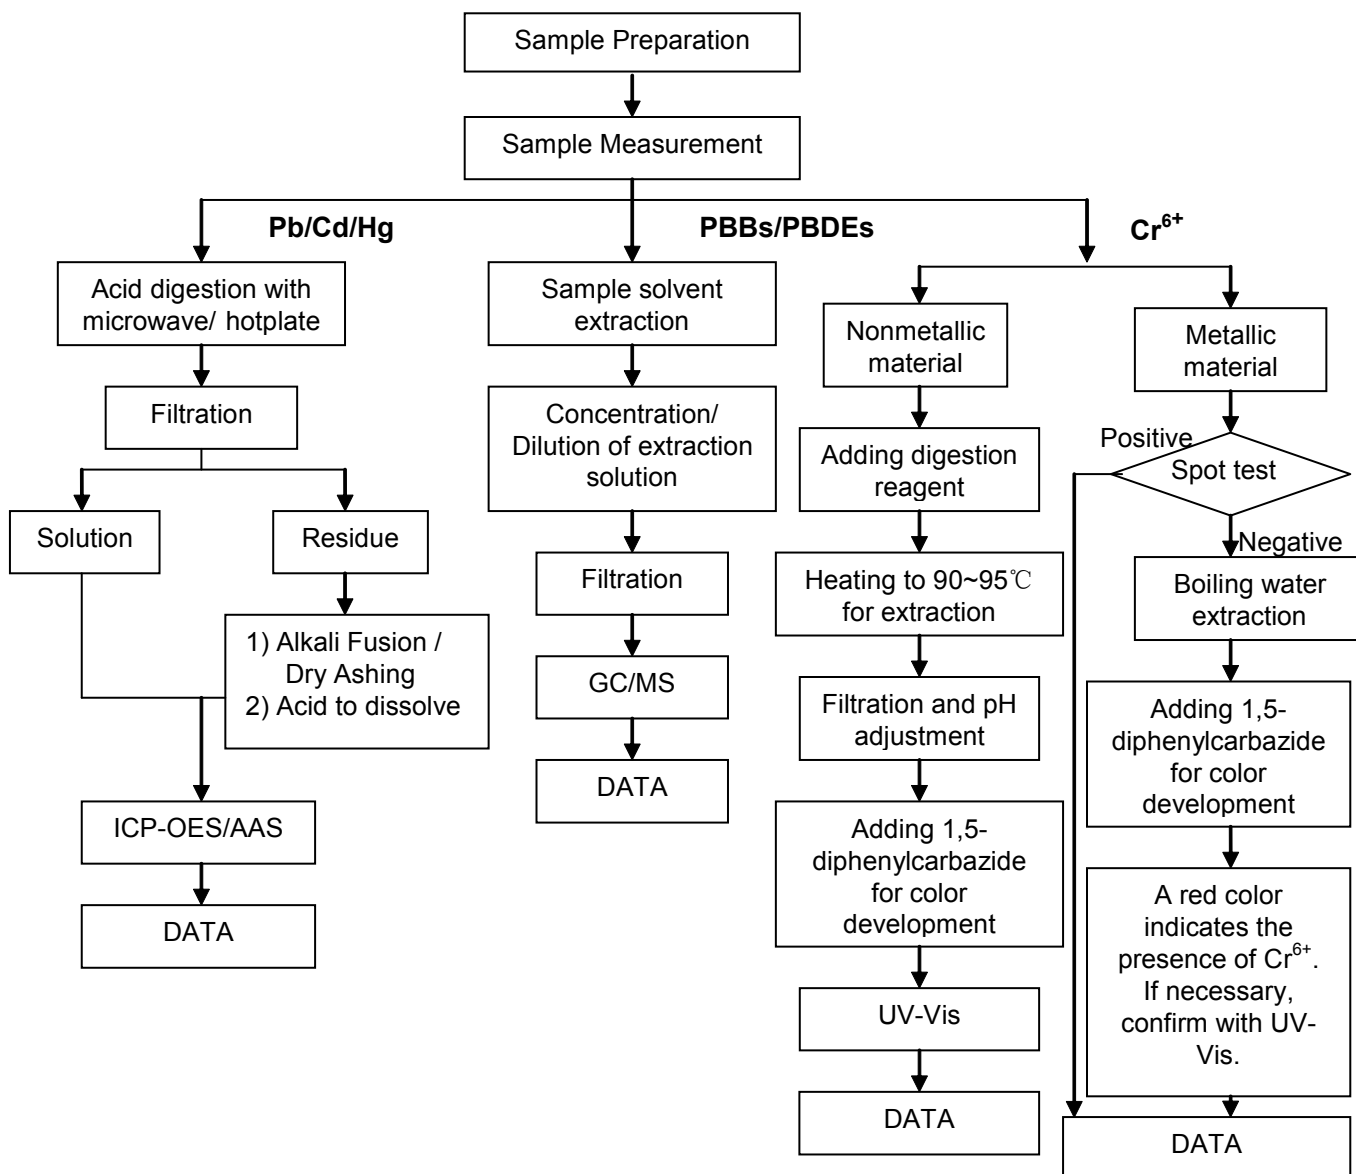 Sample Preparation
Sample Measurement
Pb/Cd/Hg
PBBs/PBDEs
Cr⁶⁺
Acid digestion with
microwave/ hotplate
Filtration
Solution
Residue
1) Alkali Fusion /
Dry Ashing
2) Acid to dissolve
ICP-OES/AAS
DATA
Sample solvent
extraction
Concentration/
Dilution of extraction
solution
Filtration
GC/MS
DATA
Nonmetallic
material
Adding digestion
reagent
Heating to 90~95℃
for extraction
Filtration and pH
adjustment
Adding 1,5-
diphenylcarbazide
for color
development
UV-Vis
DATA
Metallic
material
Positive
Spot test
Negative
Boiling water
extraction
Adding 1,5-
diphenylcarbazide
for color
development
A red color
indicates the
presence of Cr⁶⁺.
If necessary,
confirm with UV-
Vis.
DATA